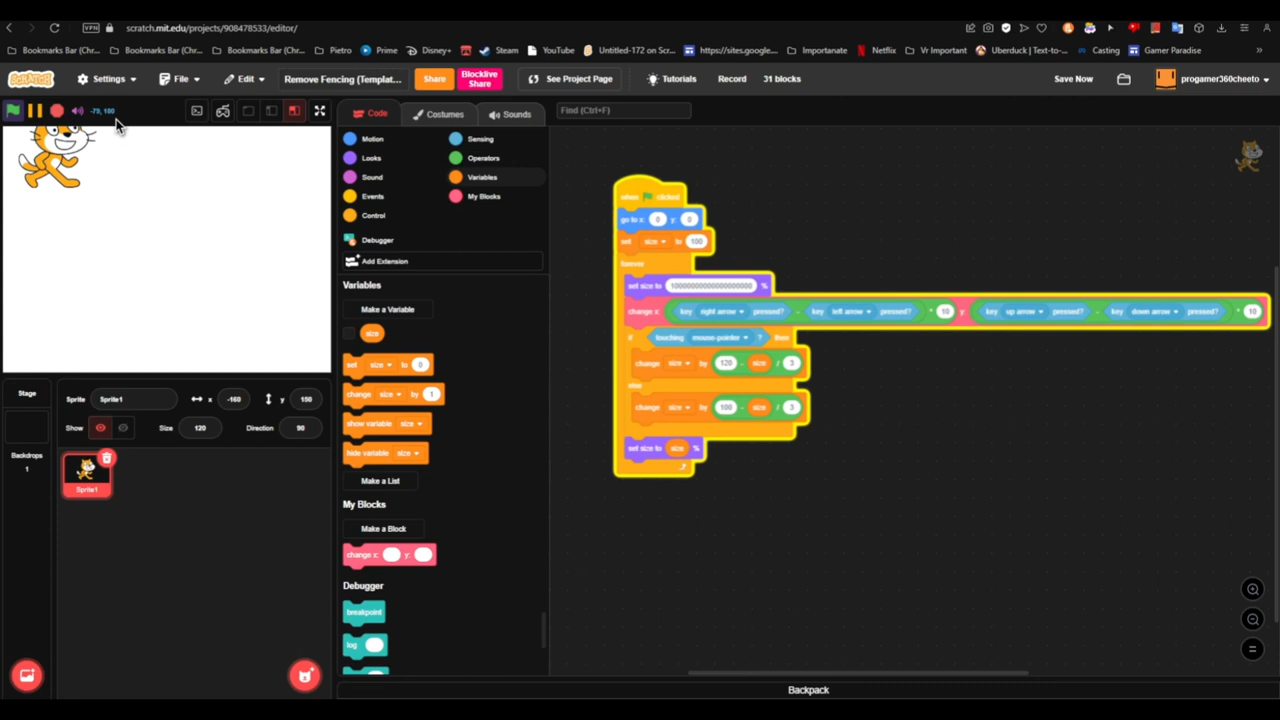 VPN scratch.mit.edu/projects/908478533/editor/
Bookmarks Bar (Chr... Bookmarks Bar (Chr... Bookmarks Bar (Chr... Pietro Prime Disney+ Steam YouTube Untitled-172 on Scr... https://sites.google... Importanate Netflix Vr Important Uberduck | Text-to-... Casting Gamer Paradise »
SCRATCH Settings File Edit Remove Fencing (Templat... Share Blocklive Share See Project Page Tutorials Record 31 blocks Save Now progamer360cheeto
-79, 180 Code Costumes Sounds Find (Ctrl+F)
Motion Sensing
Looks Operators
Sound Variables
Events My Blocks
Control
Debugger
Add Extension
Variables
Make a Variable
size
set size to 0
change size by 1
show variable size
hide variable size
Make a List
My Blocks
Make a Block
change x: y:
Debugger
breakpoint
log
when clicked
go to x: 0 y: 0
set size to 100
forever
set size to %
change x: key right arrow pressed? - key left arrow pressed? * 10 y: key up arrow pressed? - key down arrow pressed? * 10
if touching mouse-pointer ? then
change size by 120 - size / 3
else
change size by 100 - size / 3
set size to size %
Stage
Backdrops
1
Sprite Sprite1 x -160 y 150
Show Size 120 Direction 90
Sprite1
Backpack